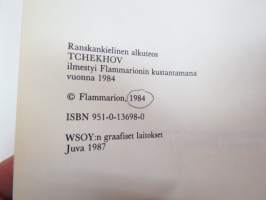 Ranskankielinen alkuteos
TCHEKHOV
ilmestyi Flammarionin kustantamana
vuonna 1984
© Flammarion, 1984
ISBN 951-0-13698-0
WSOY:n graafiset laitokset
Juva 1987